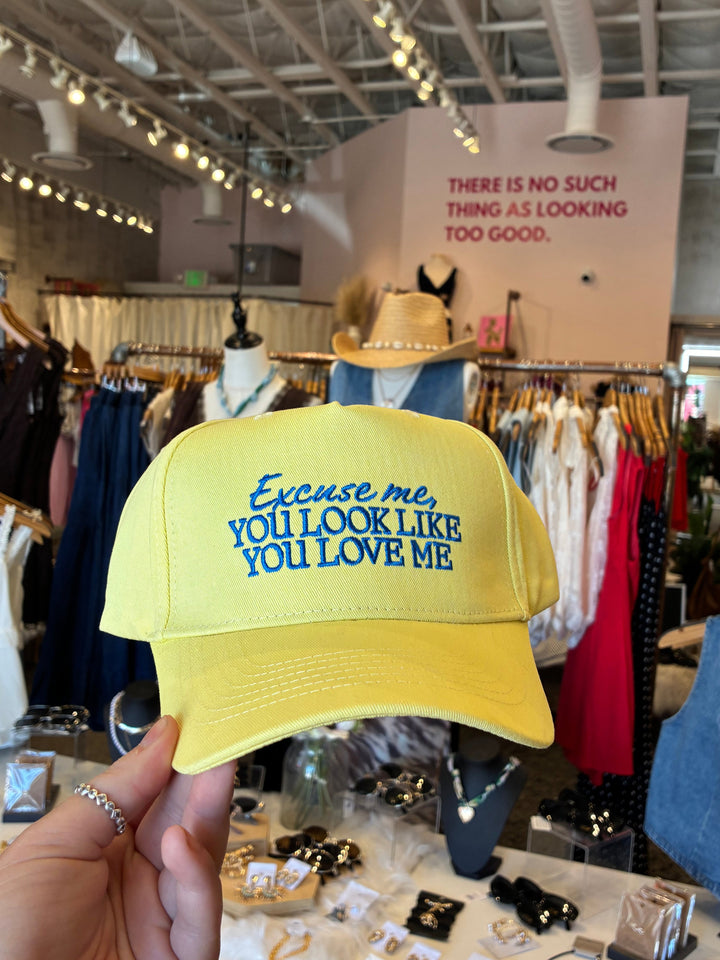 THERE IS NO SUCH
THING AS LOOKING
TOO GOOD.
Excuse me,
YOU LOOK LIKE
YOU LOVE ME